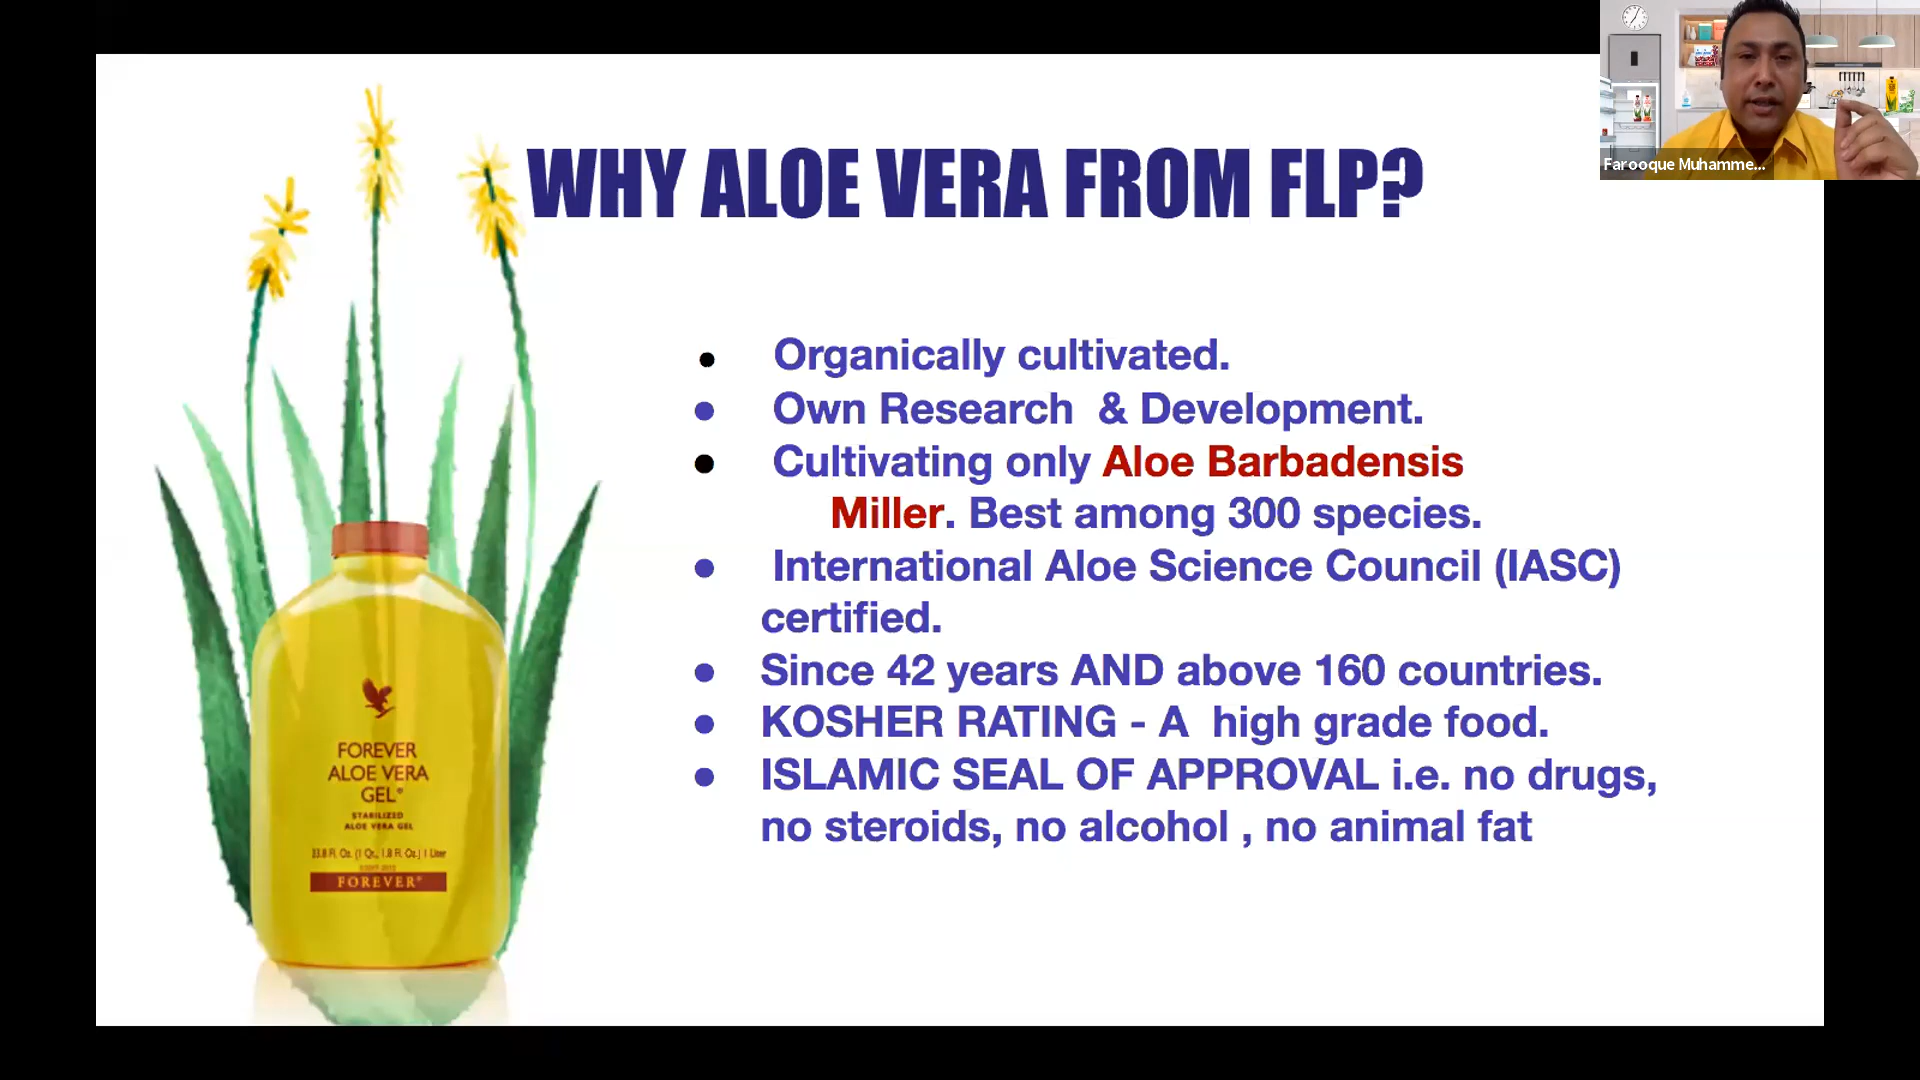 Farooque Muhamme...
WHY ALOE VERA FROM FLP?
• Organically cultivated.
• Own Research & Development.
• Cultivating only Aloe Barbadensis
Miller. Best among 300 species.
• International Aloe Science Council (IASC)
certified.
• Since 42 years AND above 160 countries.
• KOSHER RATING - A high grade food.
• ISLAMIC SEAL OF APPROVAL i.e. no drugs,
no steroids, no alcohol , no animal fat
FOREVER
ALOE VERA
GEL®
STABILIZED
ALOE VERA GEL
33.8 Fl. Oz. (1 Qt., 1.8 Fl. Oz.) 1 Liter
FOREVER®